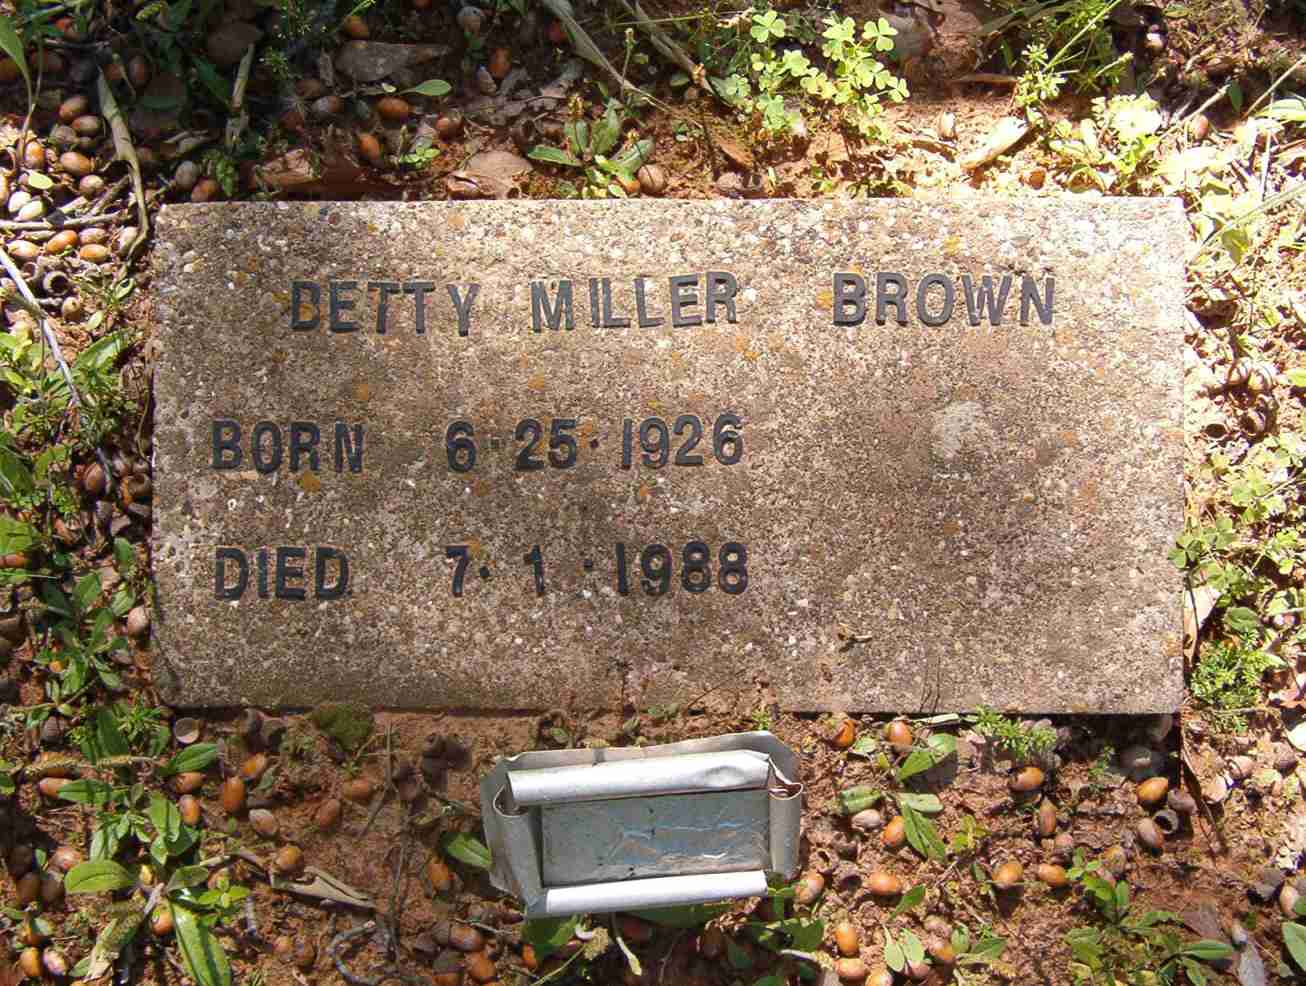 BETTY MILLER BROWN
BORN 6·25·1926
DIED 7·1·1988